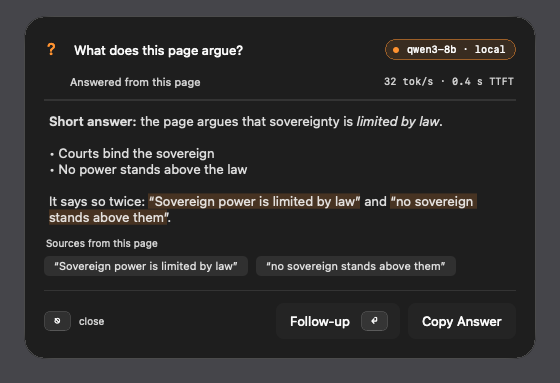 ? What does this page argue? qwen3-8b · local
Answered from this page 32 tok/s · 0.4 s TTFT
Short answer: the page argues that sovereignty is limited by law.
• Courts bind the sovereign
• No power stands above the law
It says so twice: “Sovereign power is limited by law” and “no sovereign
stands above them”.
Sources from this page
“Sovereign power is limited by law” “no sovereign stands above them”
close Follow-up Copy Answer